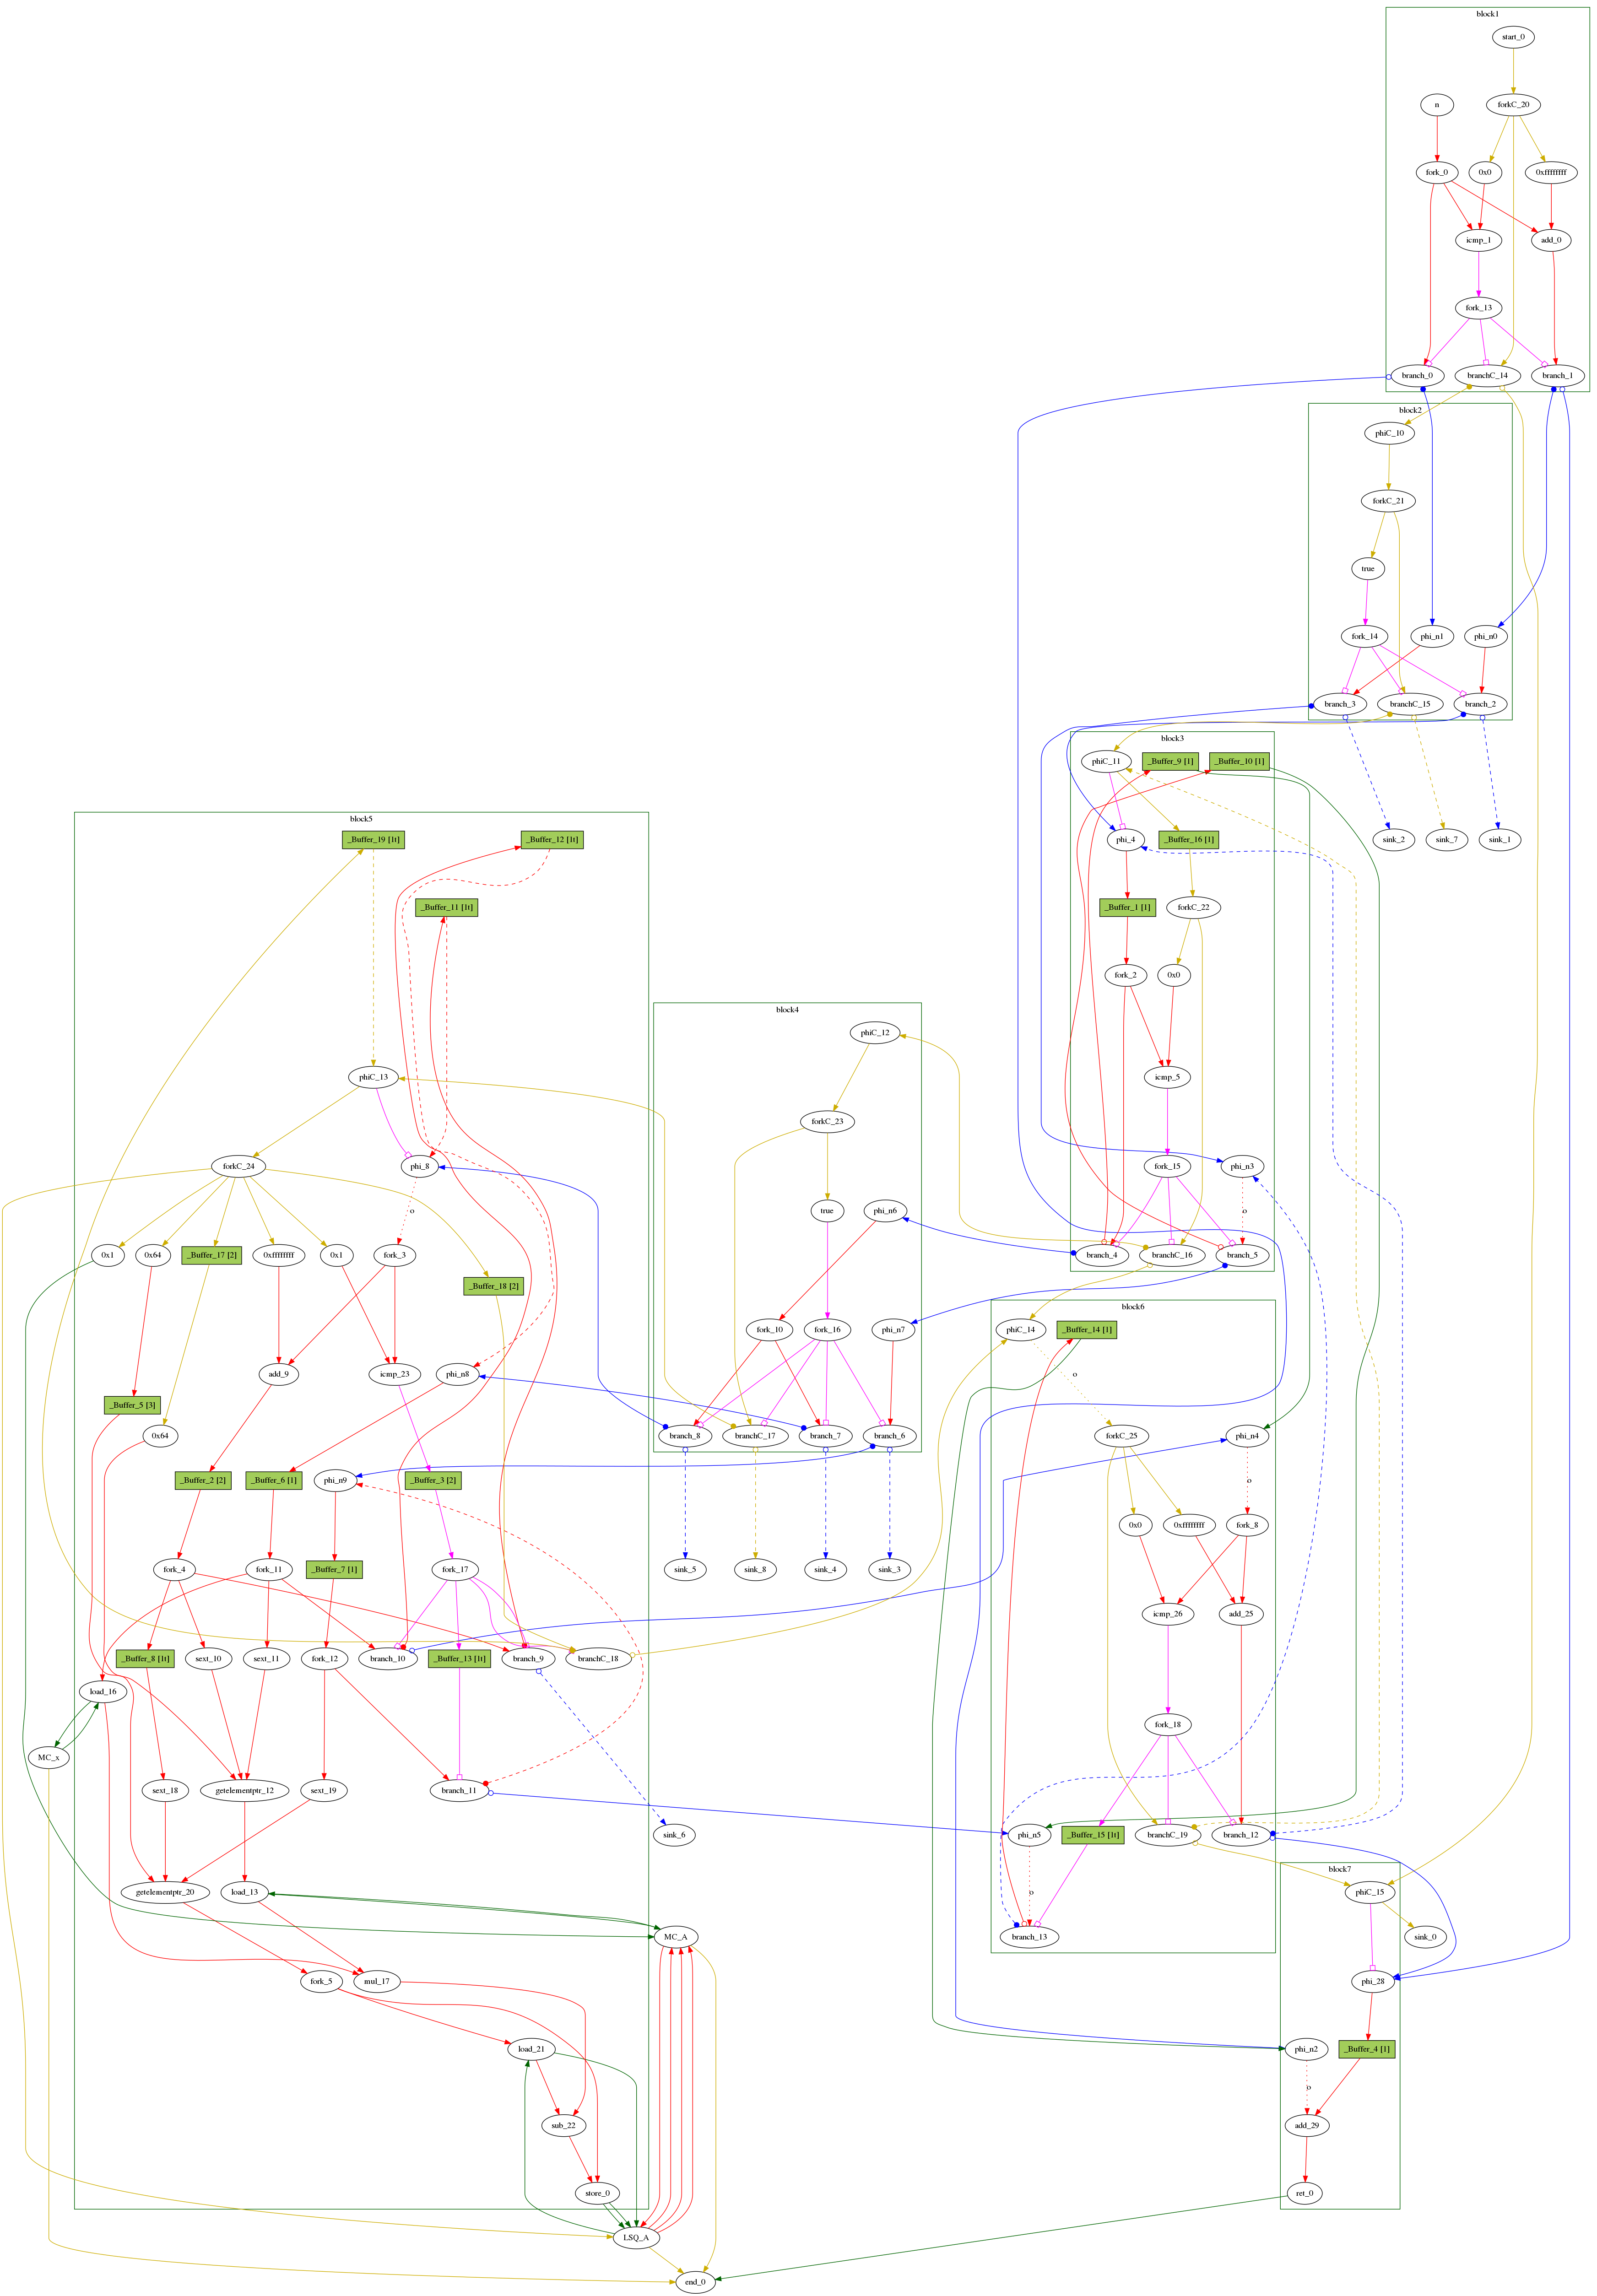 block1
start_0
n
forkC_20
fork_0
0x0
0xffffffff
icmp_1
add_0
fork_13
branch_0
branchC_14
branch_1
block2
phiC_10
forkC_21
true
fork_14
phi_n1
phi_n0
branch_3
branchC_15
branch_2
sink_2
sink_7
sink_1
block3
phiC_11
_Buffer_9 [1]
_Buffer_10 [1]
phi_4
_Buffer_16 [1]
_Buffer_1 [1]
forkC_22
fork_2
0x0
icmp_5
fork_15
phi_n3
o
branch_4
branchC_16
branch_5
block5
_Buffer_19 [1t]
_Buffer_12 [1t]
_Buffer_11 [1t]
phiC_13
forkC_24
phi_8
o
0x1
0x64
_Buffer_17 [2]
0xffffffff
0x1
fork_3
_Buffer_18 [2]
add_9
icmp_23
phi_n8
_Buffer_5 [3]
0x64
_Buffer_2 [2]
_Buffer_6 [1]
phi_n9
_Buffer_3 [2]
fork_4
fork_11
_Buffer_7 [1]
fork_17
_Buffer_8 [1t]
sext_10
sext_11
fork_12
branch_10
_Buffer_13 [1t]
branch_9
branchC_18
load_16
MC_x
sext_18
getelementptr_12
sext_19
branch_11
sink_6
getelementptr_20
load_13
MC_A
fork_5
mul_17
load_21
sub_22
store_0
LSQ_A
end_0
block4
phiC_12
forkC_23
true
phi_n6
fork_10
fork_16
phi_n7
branch_8
branchC_17
branch_7
branch_6
sink_5
sink_8
sink_4
sink_3
block6
phiC_14
_Buffer_14 [1]
o
forkC_25
phi_n4
o
0x0
0xffffffff
fork_8
icmp_26
add_25
fork_18
phi_n5
_Buffer_15 [1t]
branchC_19
branch_12
o
branch_13
block7
phiC_15
sink_0
phi_28
phi_n2
_Buffer_4 [1]
o
add_29
ret_0